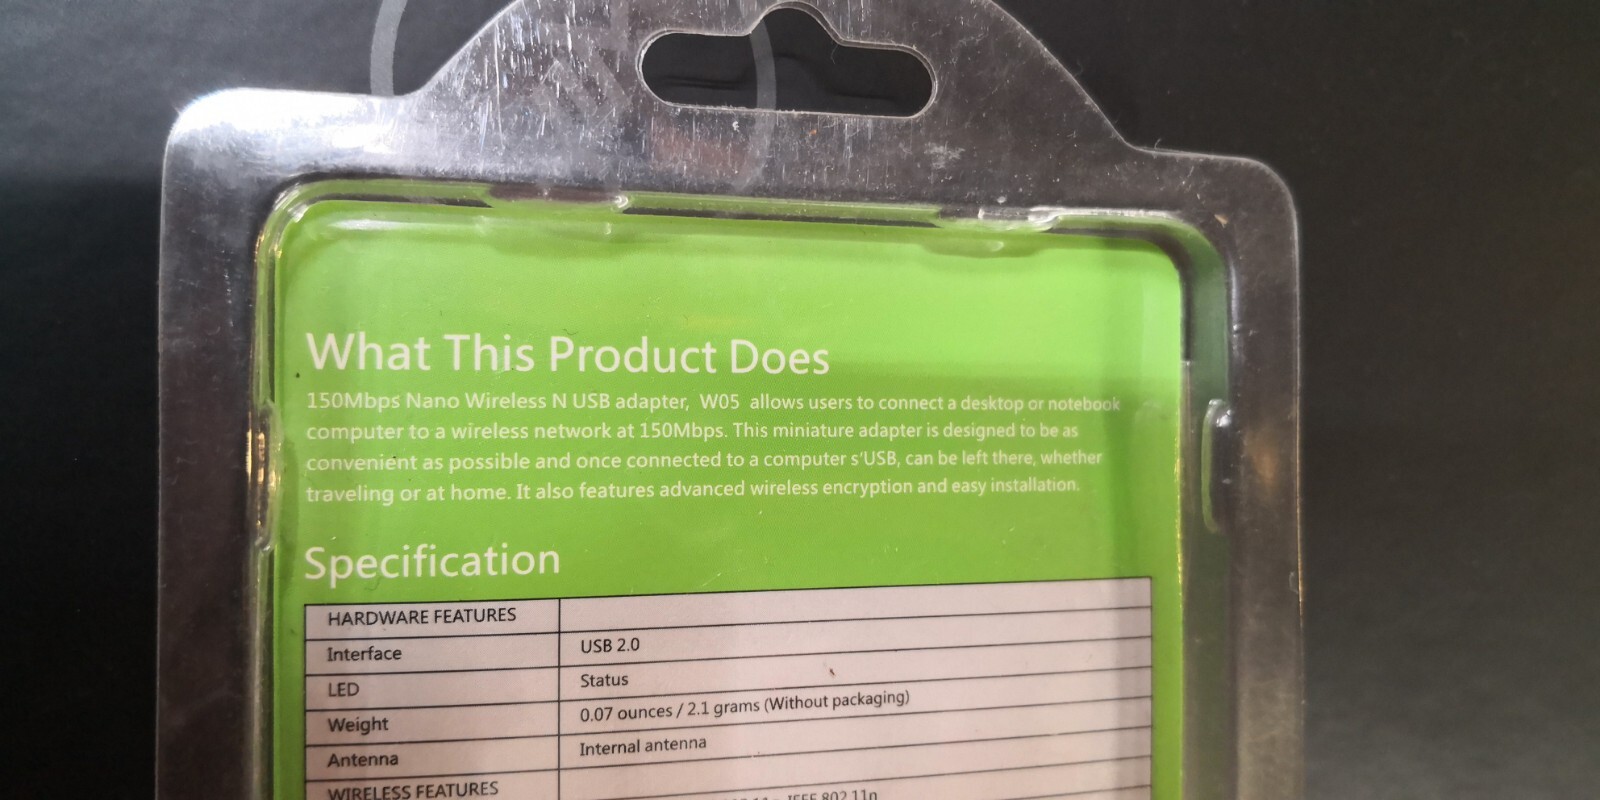 What This Product Does
150Mbps Nano Wireless N USB adapter, W05 allows users to connect a desktop or notebook
computer to a wireless network at 150Mbps. This miniature adapter is designed to be as
convenient as possible and once connected to a computer s'USB, can be left there, whether
traveling or at home. It also features advanced wireless encryption and easy installation.
Specification
HARDWARE FEATURES
Interface USB 2.0
LED Status
Weight 0.07 ounces / 2.1 grams (Without packaging)
Antenna Internal antenna
WIRELESS FEATURES
IEEE 802.11n